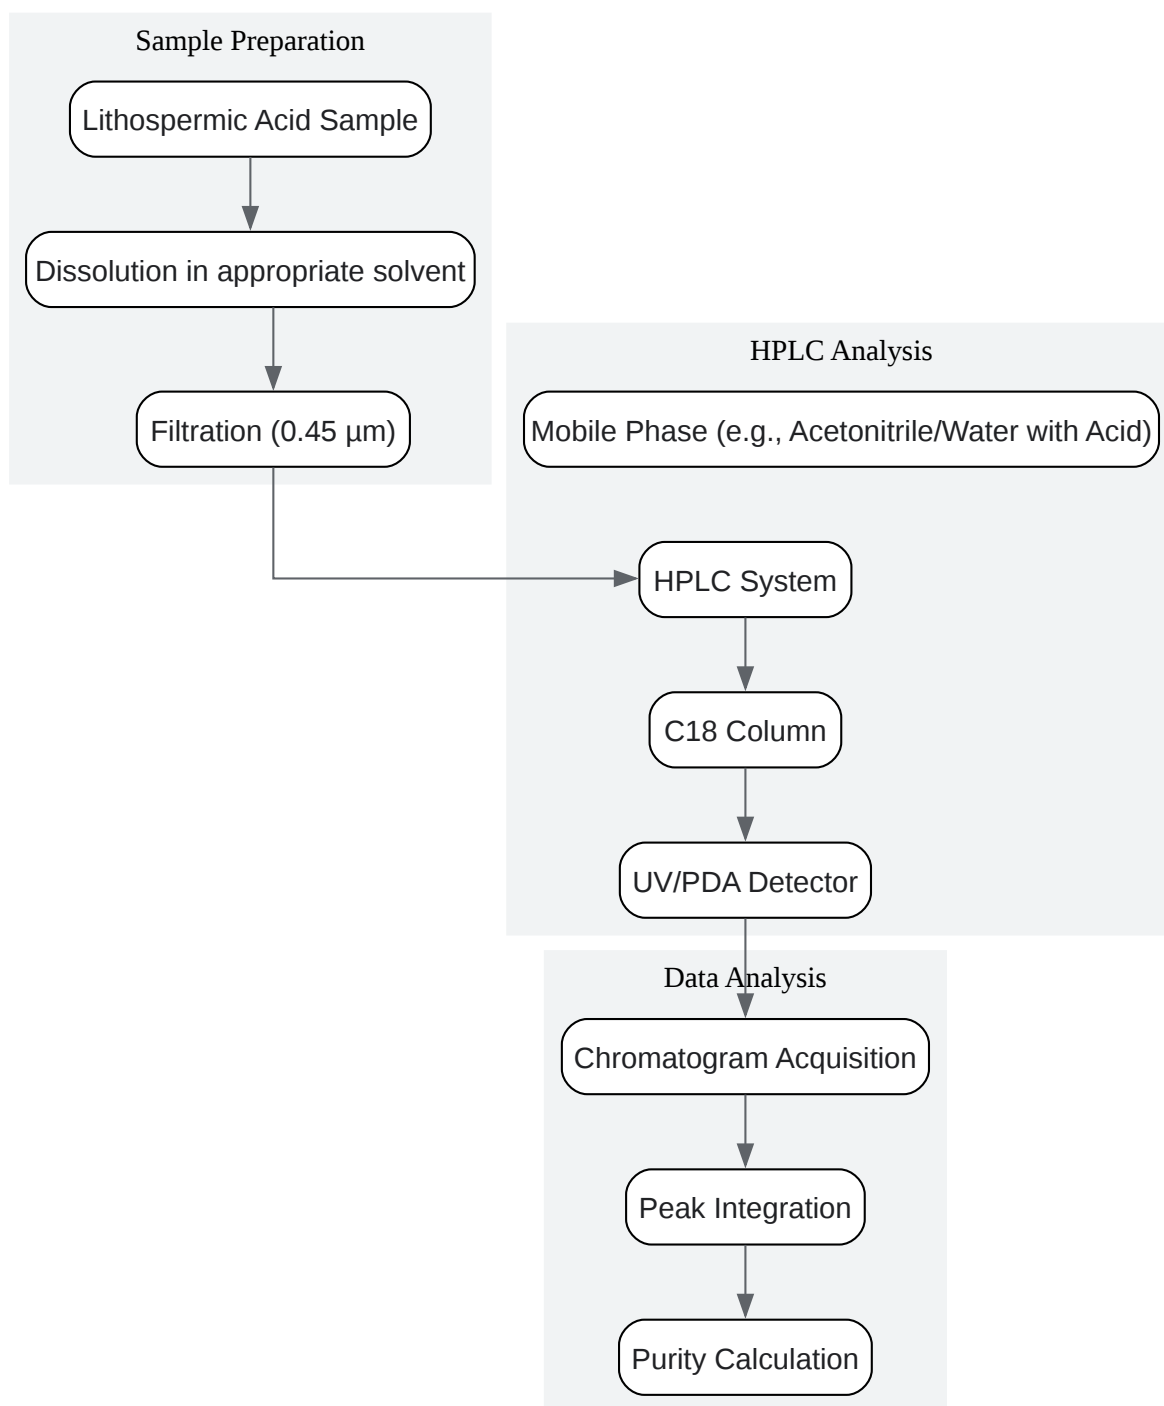 Sample Preparation
Lithospermic Acid Sample
Dissolution in appropriate solvent
Filtration (0.45 µm)
HPLC Analysis
Mobile Phase (e.g., Acetonitrile/Water with Acid)
HPLC System
C18 Column
UV/PDA Detector
Data Analysis
Chromatogram Acquisition
Peak Integration
Purity Calculation